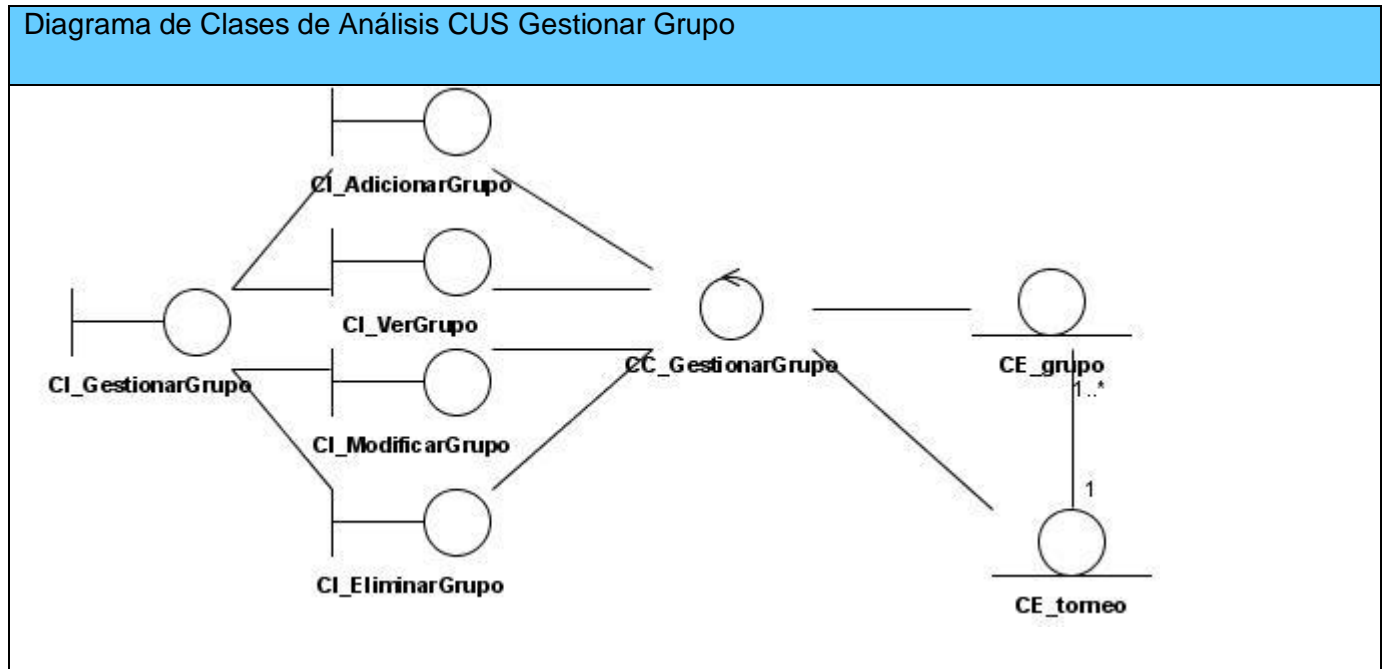 Diagrama de Clases de Análisis CUS Gestionar Grupo
CI_AdicionarGrupo
CI_VerGrupo
CI_GestionarGrupo
CC_GestionarGrupo
CE_grupo
1..*
CI_ModificarGrupo
1
CI_EliminarGrupo
CE_torneo